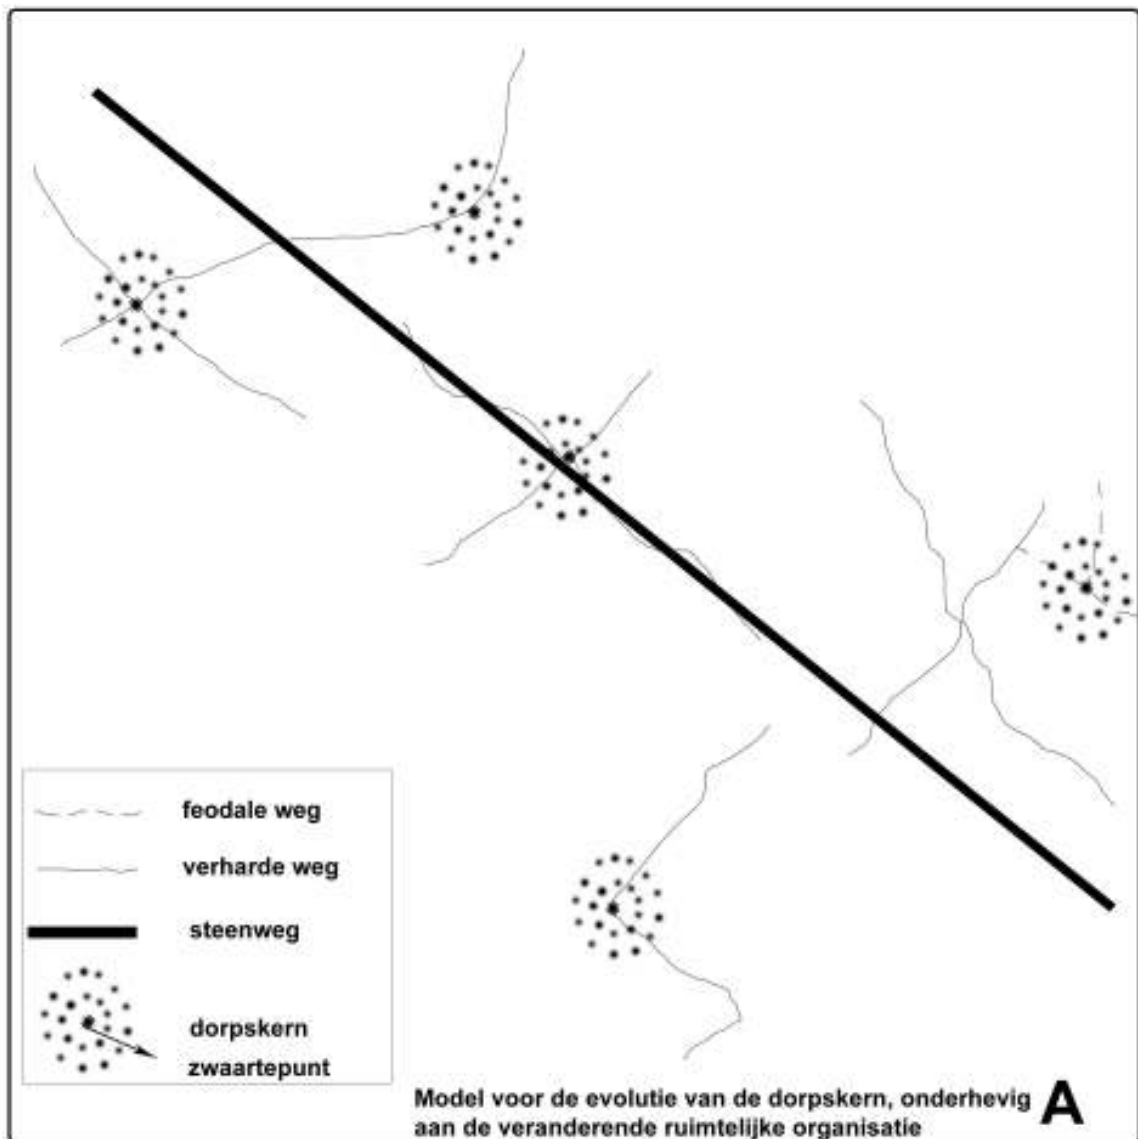 feodale weg
verharde weg
steenweg
dorpskern
zwaartepunt
Model voor de evolutie van de dorpskern, onderhevig
aan de veranderende ruimtelijke organisatie
A